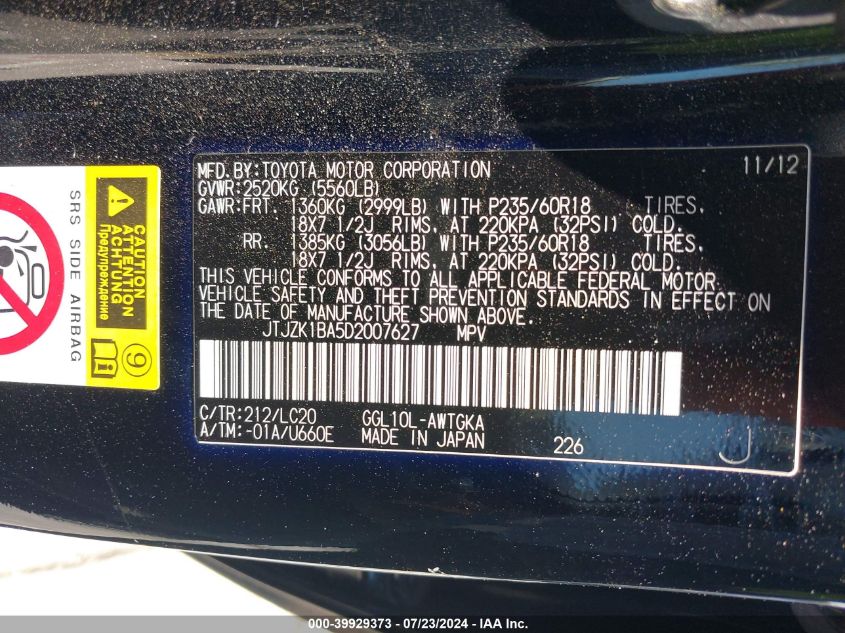 MFD.BY:TOYOTA MOTOR CORPORATION 11/12
GVWR:2520KG (5560LB)
GAWR:FRT. 1360KG (2999LB) WITH P235/60R18 TIRES,
18X7 1/2J RIMS, AT 220KPA (32PSI) COLD.
RR. 1385KG (3056LB) WITH P235/60R18 TIRES,
18X7 1/2J RIMS, AT 220KPA (32PSI) COLD.
THIS VEHICLE CONFORMS TO ALL APPLICABLE FEDERAL MOTOR
VEHICLE SAFETY AND THEFT PREVENTION STANDARDS IN EFFECT ON
THE DATE OF MANUFACTURE SHOWN ABOVE.
JTJZK1BA5D2007627 MPV
C/TR:212/LC20 GGL10L-AWTGKA
A/TM:-01A/U660E MADE IN JAPAN 226 J
SRS SIDE AIRBAG
CAUTION
ATTENTION
ACHTUNG
Предупреждение
9
i
000-39929373 / 07/23/2024 / IAA Inc.